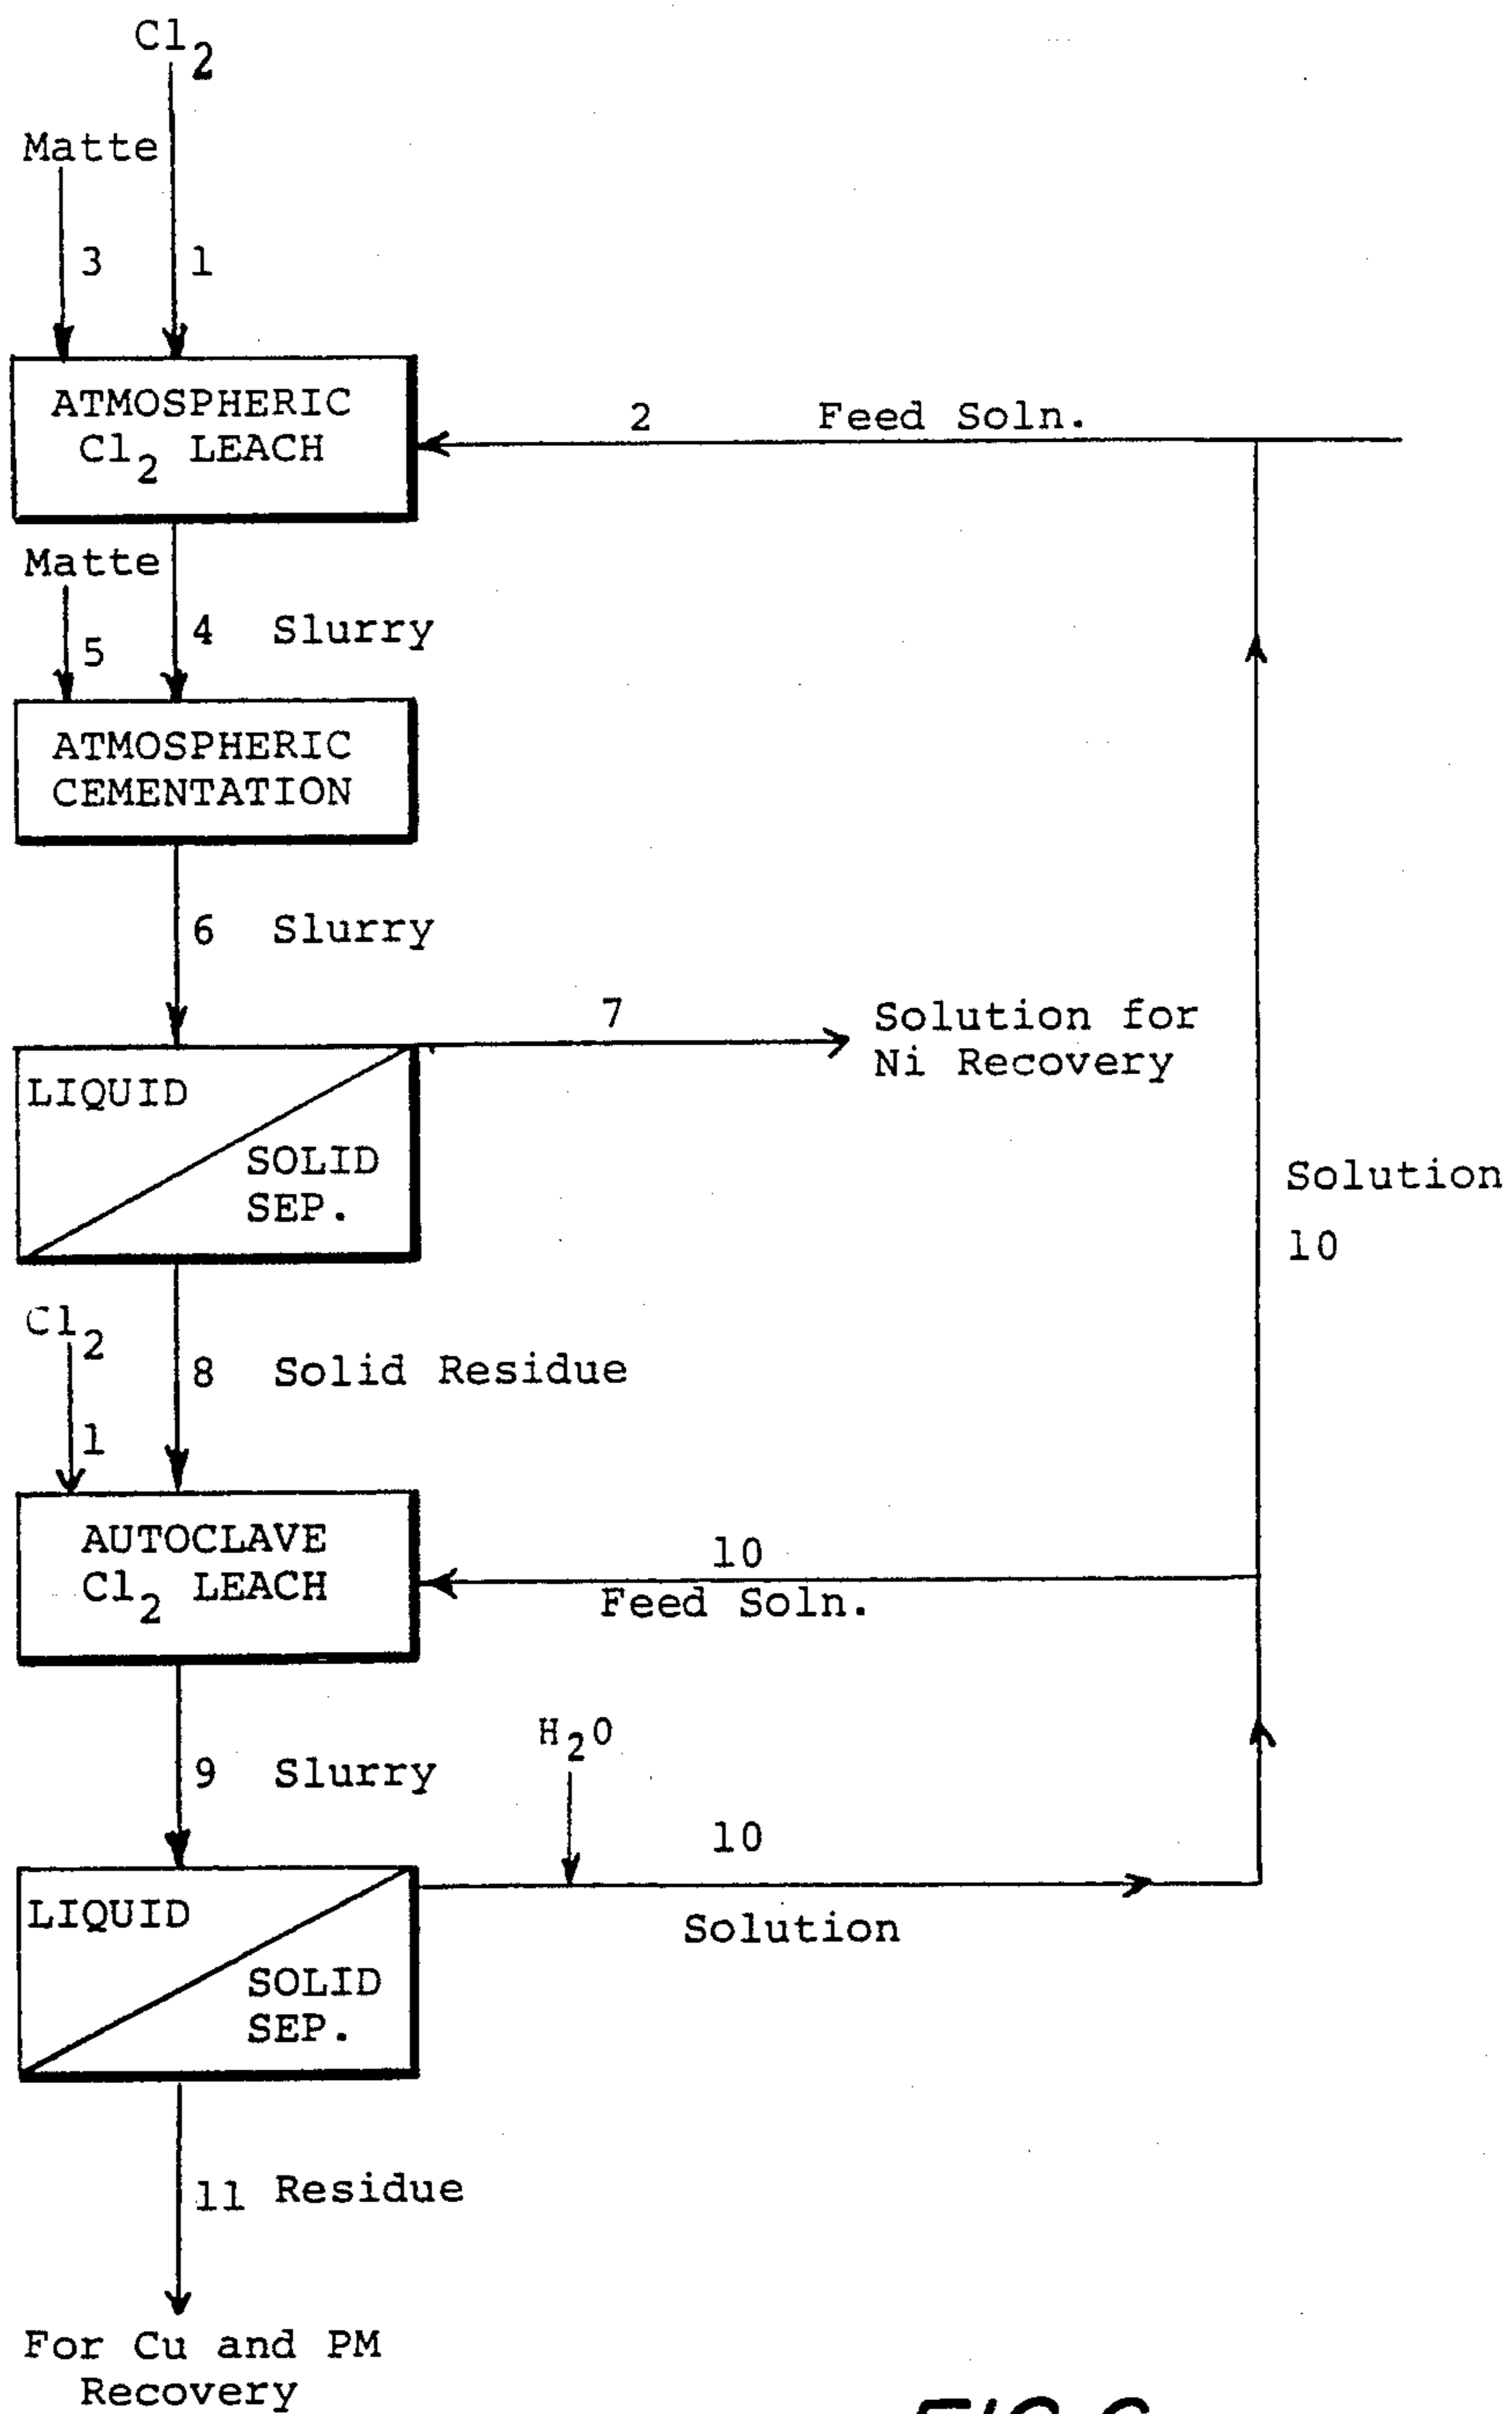 Cl2
Matte
3
1
ATMOSPHERIC
Cl2 LEACH
2
Feed Soln.
Matte
5
4 Slurry
ATMOSPHERIC
CEMENTATION
6 Slurry
7
Solution for
Ni Recovery
LIQUID
SOLID
SEP.
Solution
10
Cl2
1
8 Solid Residue
AUTOCLAVE
Cl2 LEACH
10
Feed Soln.
9 Slurry
H2O
10
Solution
LIQUID
SOLID
SEP.
11 Residue
For Cu and PM
Recovery